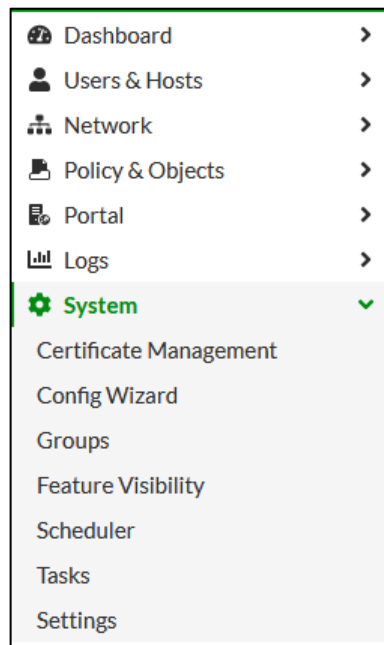 Dashboard
Users & Hosts
Network
Policy & Objects
Portal
Logs
System
Certificate Management
Config Wizard
Groups
Feature Visibility
Scheduler
Tasks
Settings